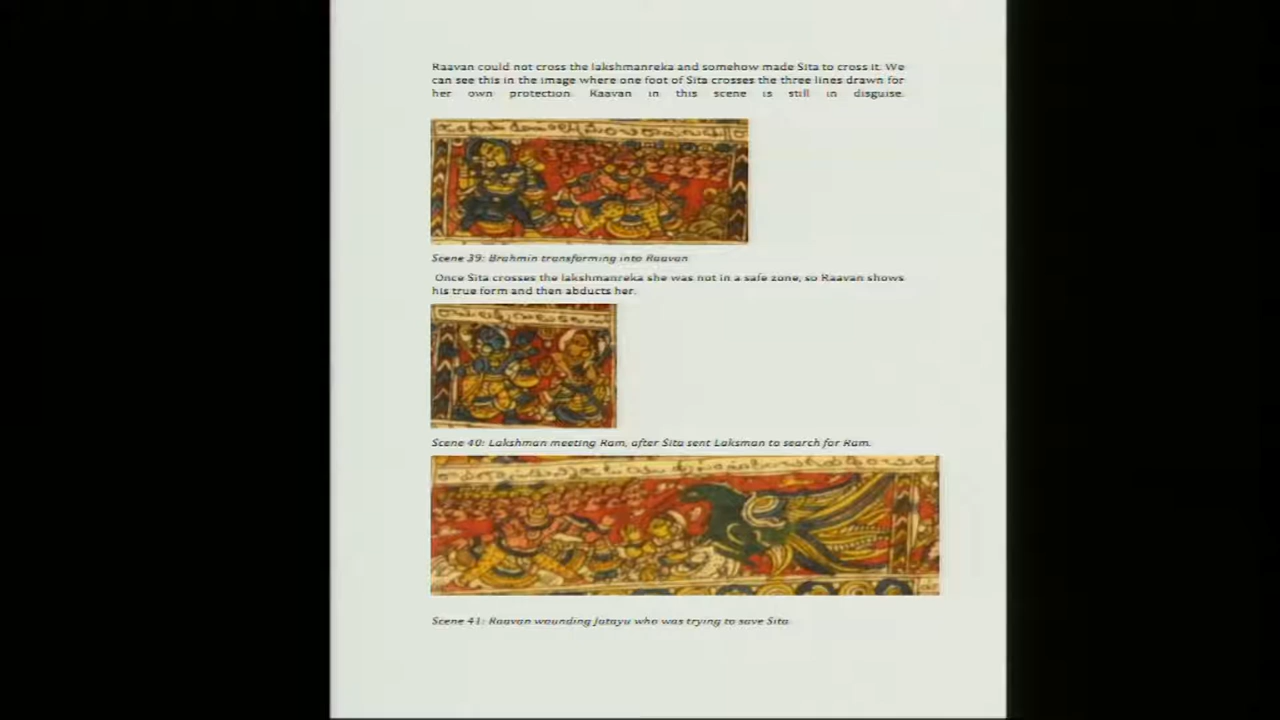 Raavan could not cross the lakshmanreka and somehow made Sita to cross it. We
can see this in the image where one foot of Sita crosses the three lines drawn for
her own protection. Raavan in this scene is still in disguise.
Scene 39: Brahmin transforming into Raavan
Once Sita crosses the lakshmanreka she was not in a safe zone, so Raavan shows
his true form and then abducts her.
Scene 40: Lakshman meeting Ram, after Sita sent Laksman to search for Ram.
Scene 41: Raavan wounding Jatayu who was trying to save Sita